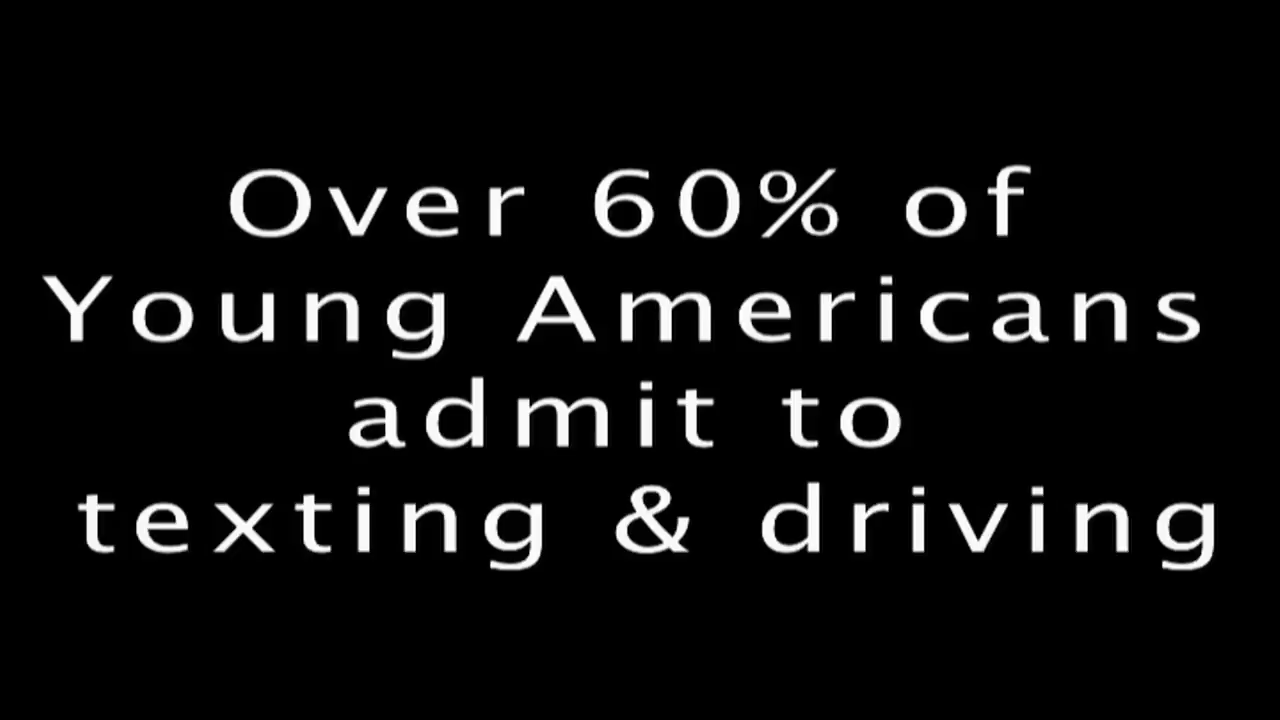 Over 60% of
Young Americans
admit to
texting & driving